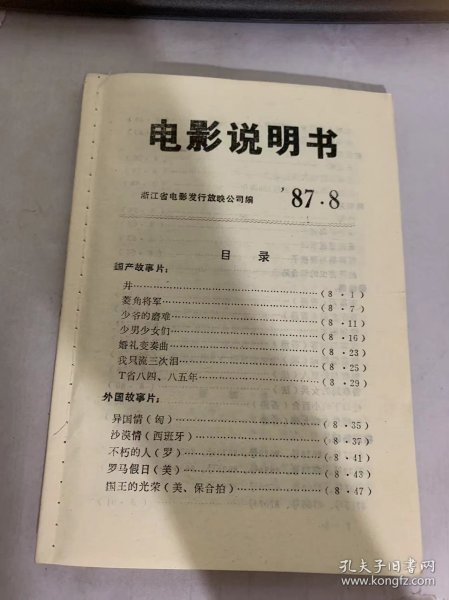 电影说明书
浙江省电影发行放映公司编 '87·8
目 录
国产故事片:
井……(8·1)
菱角将军……(8·7)
少爷的磨难……(8·11)
少男少女们……(8·16)
婚礼变奏曲……(8·23)
我只流三次泪……(8·25)
T省八四、八五年……(3·29)
外国故事片:
异国情(匈)……(8·35)
沙漠情(西班牙)……(8·37)
不朽的人(罗)……(8·41)
罗马假日(美)……(8·43)
国王的光荣(美、保合拍)……(8·47)
孔夫子旧书网
www.kongfz.com